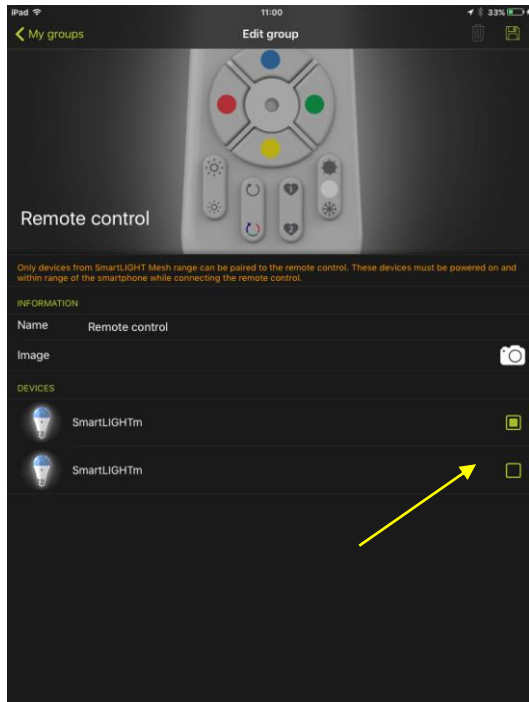 iPad 11:00 33%
My groups Edit group
1
2
Remote control
Only devices from SmartLIGHT Mesh range can be paired to the remote control. These devices must be powered on and
within range of the smartphone while connecting the remote control.
INFORMATION
Name Remote control
Image
DEVICES
SmartLIGHTm
SmartLIGHTm